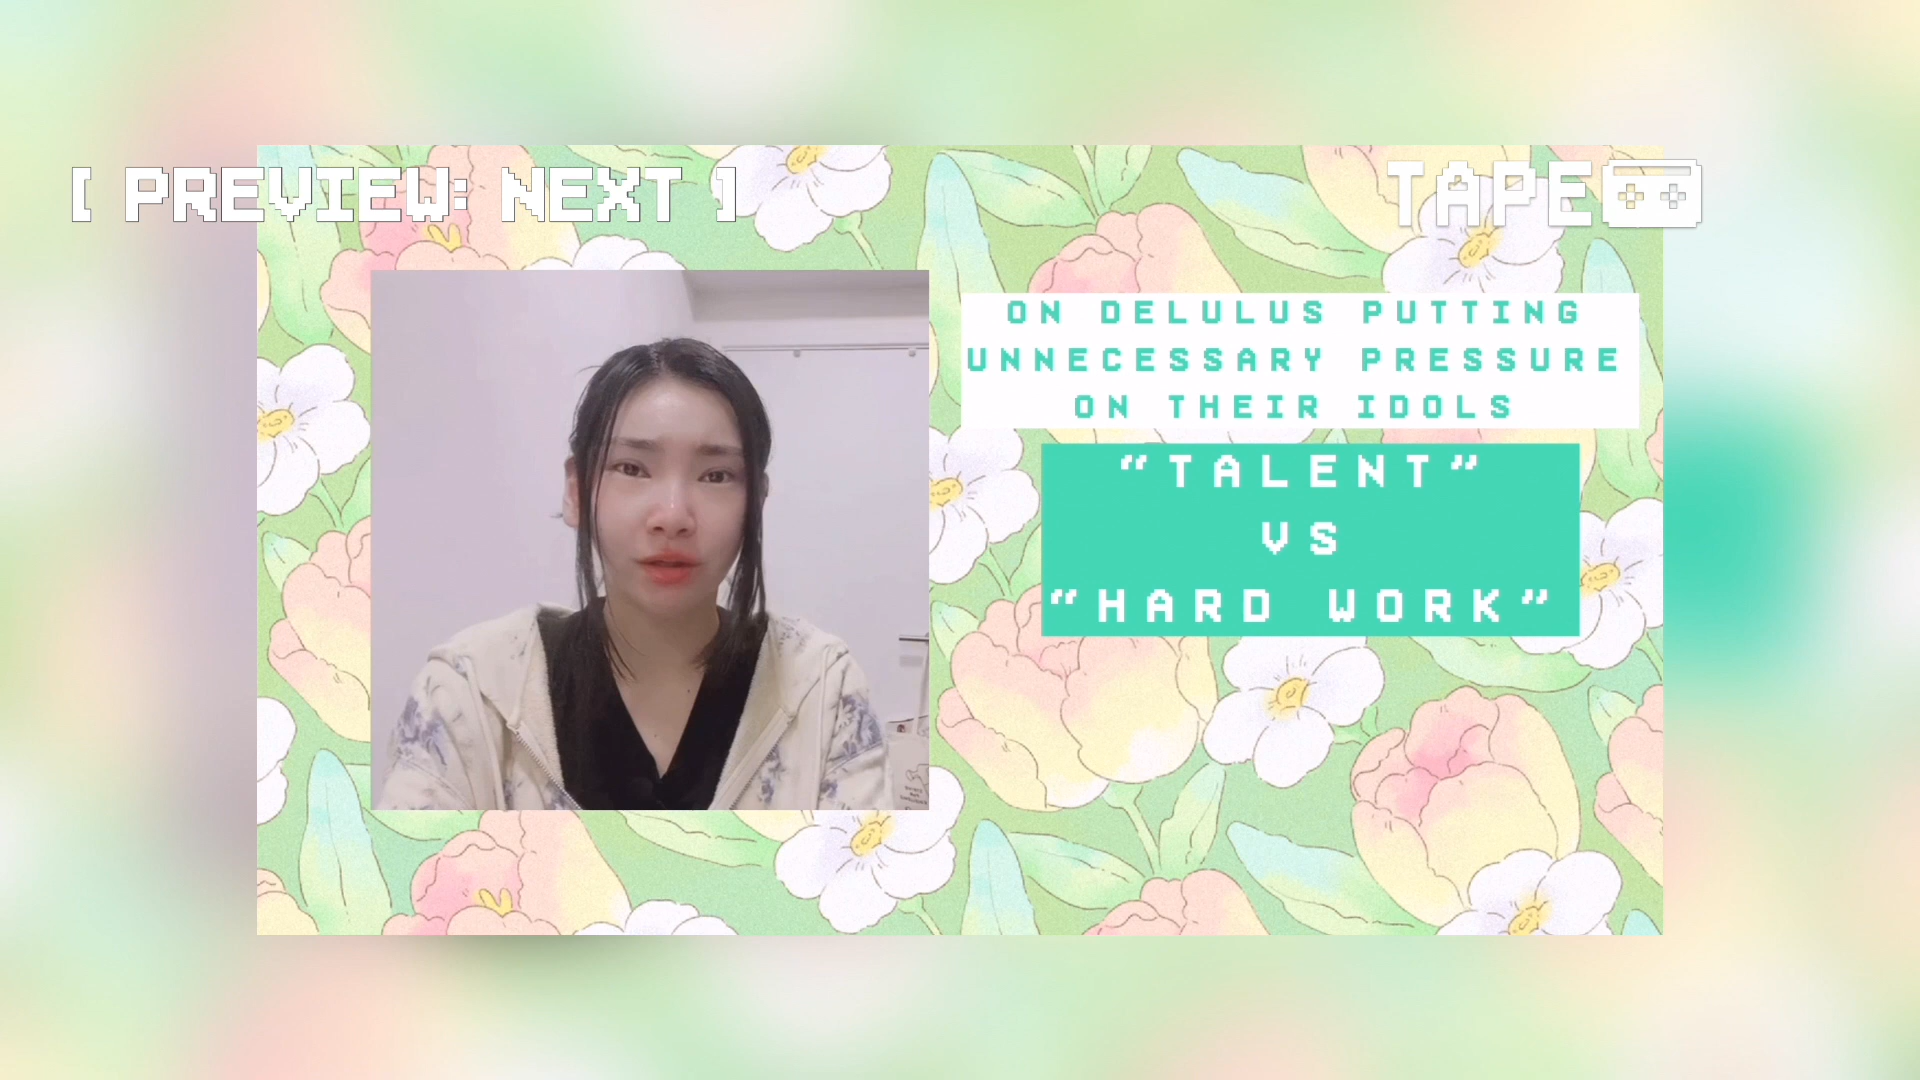 [ PREVIEW: NEXT ]
TAPE
ON DELULUS PUTTING
UNNECESSARY PRESSURE
ON THEIR IDOLS
“TALENT”
VS
“HARD WORK”